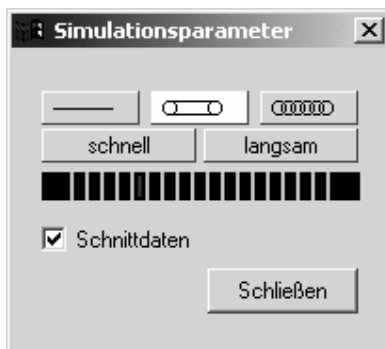 Simulationsparameter
schnell langsam
Schnittdaten
Schließen